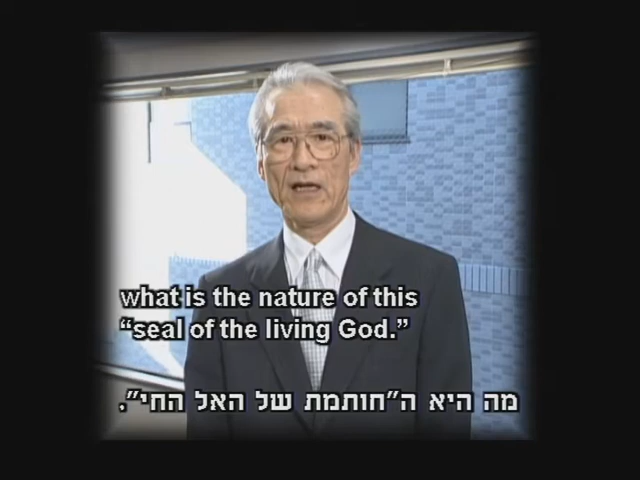 what is the nature of this
“seal of the living God.”
מה היא ה”חותמת של האל החי”.